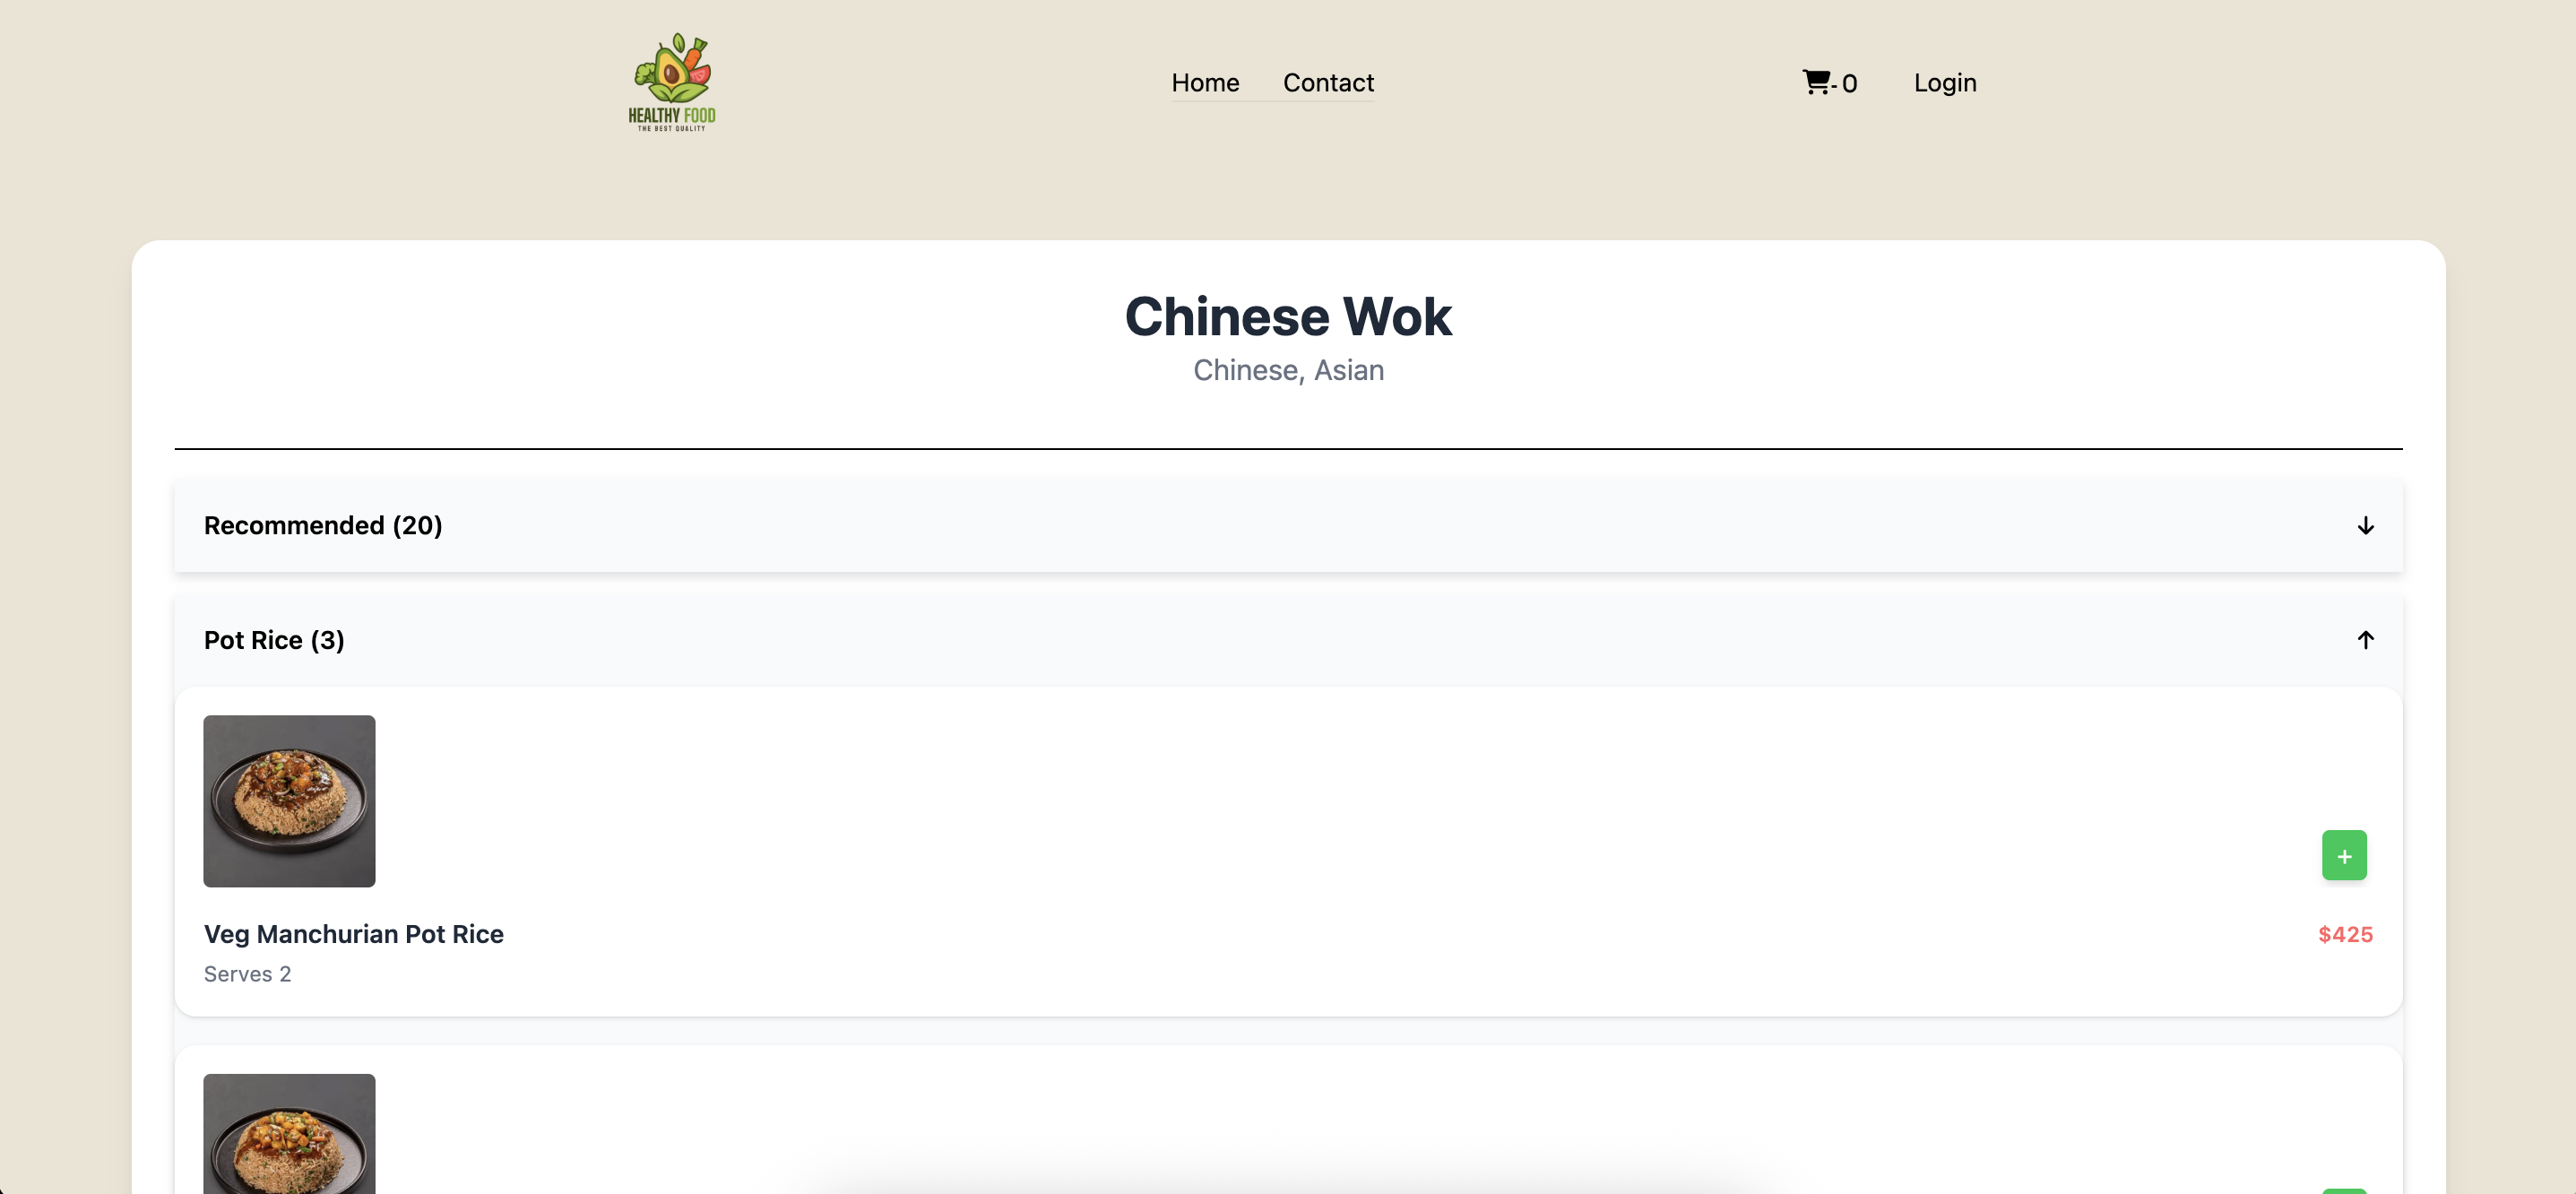 HEALTHY FOOD
THE BEST QUALITY
Home Contact
- 0
Login
Chinese Wok
Chinese, Asian
Recommended (20)
Pot Rice (3)
+
Veg Manchurian Pot Rice
$425
Serves 2